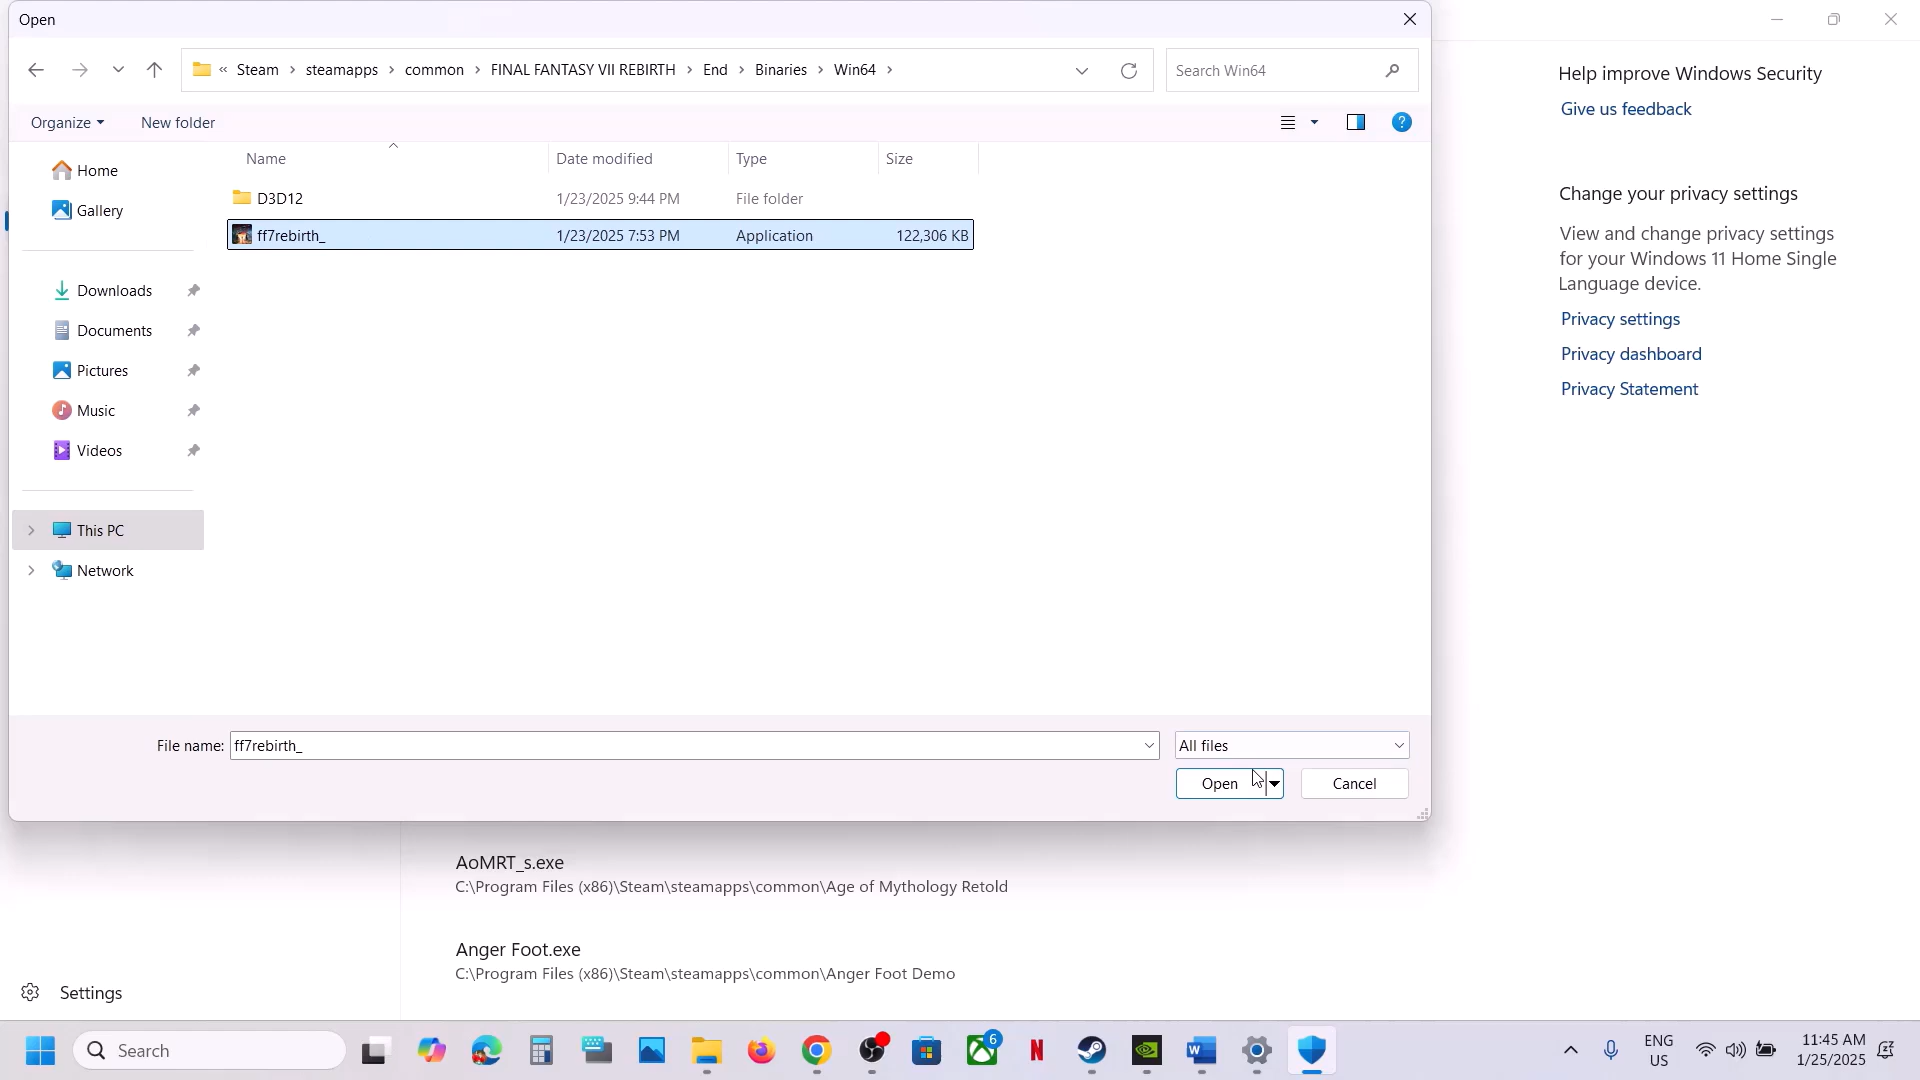 Open
« Steam > steamapps > common > FINAL FANTASY VII REBIRTH > End > Binaries > Win64 >
Search Win64
Organize
New folder
?
Name
Date modified
Type
Size
D3D12
1/23/2025 9:44 PM
File folder
ff7rebirth_
1/23/2025 7:53 PM
Application
122,306 KB
Home
Gallery
Downloads
Documents
Pictures
Music
Videos
This PC
Network
File name:
ff7rebirth_
All files
Open
Cancel
Help improve Windows Security
Give us feedback
Change your privacy settings
View and change privacy settings
for your Windows 11 Home Single
Language device.
Privacy settings
Privacy dashboard
Privacy Statement
AoMRT_s.exe
C:\Program Files (x86)\Steam\steamapps\common\Age of Mythology Retold
Anger Foot.exe
C:\Program Files (x86)\Steam\steamapps\common\Anger Foot Demo
Settings
Search
6
N
W
ENG
US
11:45 AM
1/25/2025